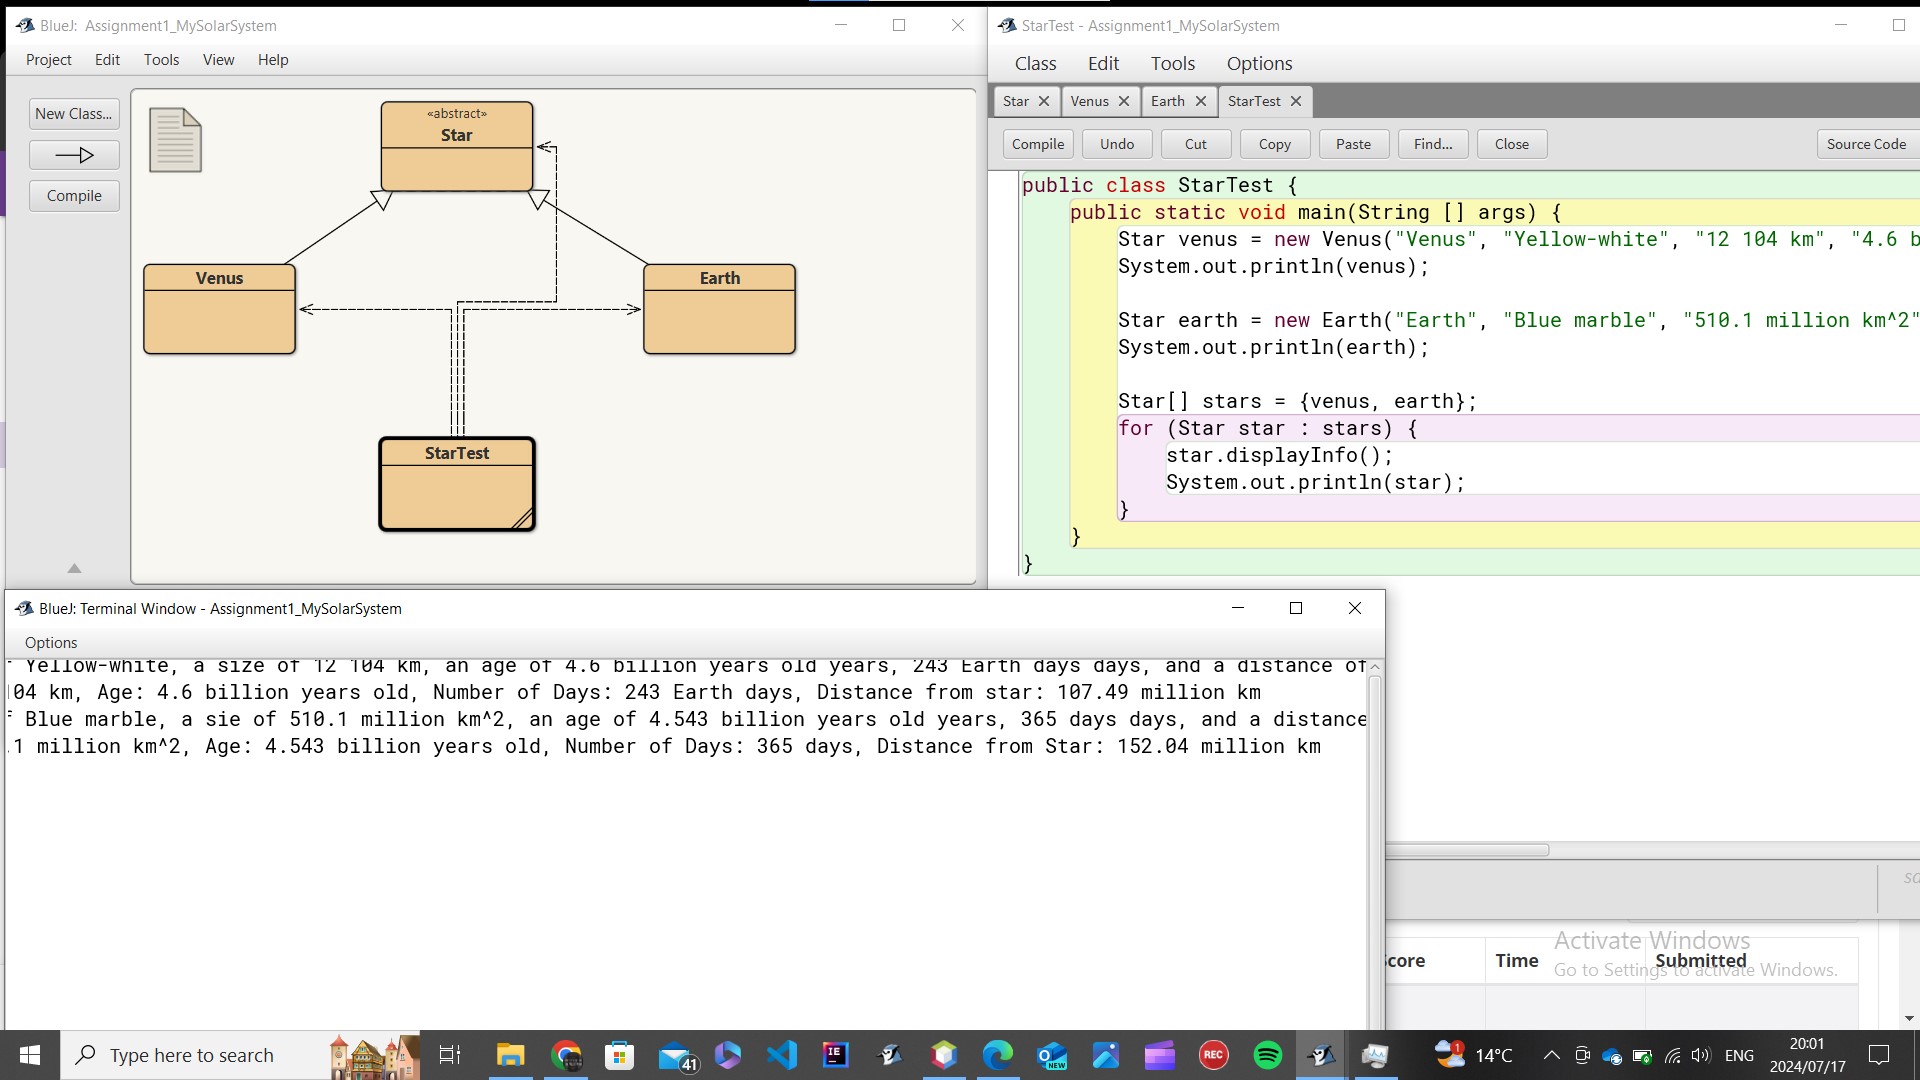 BlueJ: Assignment1_MySolarSystem
Project Edit Tools View Help
New Class...
Compile
«abstract»
Star
Venus
Earth
StarTest
StarTest - Assignment1_MySolarSystem
Class Edit Tools Options
Star Venus Earth StarTest
Compile Undo Cut Copy Paste Find... Close Source Code
public class StarTest {
public static void main(String [] args) {
Star venus = new Venus("Venus", "Yellow-white", "12 104 km", "4.6 b
System.out.println(venus);
Star earth = new Earth("Earth", "Blue marble", "510.1 million km^2"
System.out.println(earth);
Star[] stars = {venus, earth};
for (Star star : stars) {
star.displayInfo();
System.out.println(star);
}
}
}
BlueJ: Terminal Window - Assignment1_MySolarSystem
Options
Yellow-white, a size of 12 104 km, an age of 4.6 billion years old years, 243 Earth days days, and a distance of
04 km, Age: 4.6 billion years old, Number of Days: 243 Earth days, Distance from star: 107.49 million km
Blue marble, a sie of 510.1 million km^2, an age of 4.543 billion years old years, 365 days days, and a distance
.1 million km^2, Age: 4.543 billion years old, Number of Days: 365 days, Distance from Star: 152.04 million km
core Time Submitted
Activate Windows
Go to Settings to activate Windows.
Type here to search
41
IE
NEW
REC
1
14°C
ENG
20:01
2024/07/17